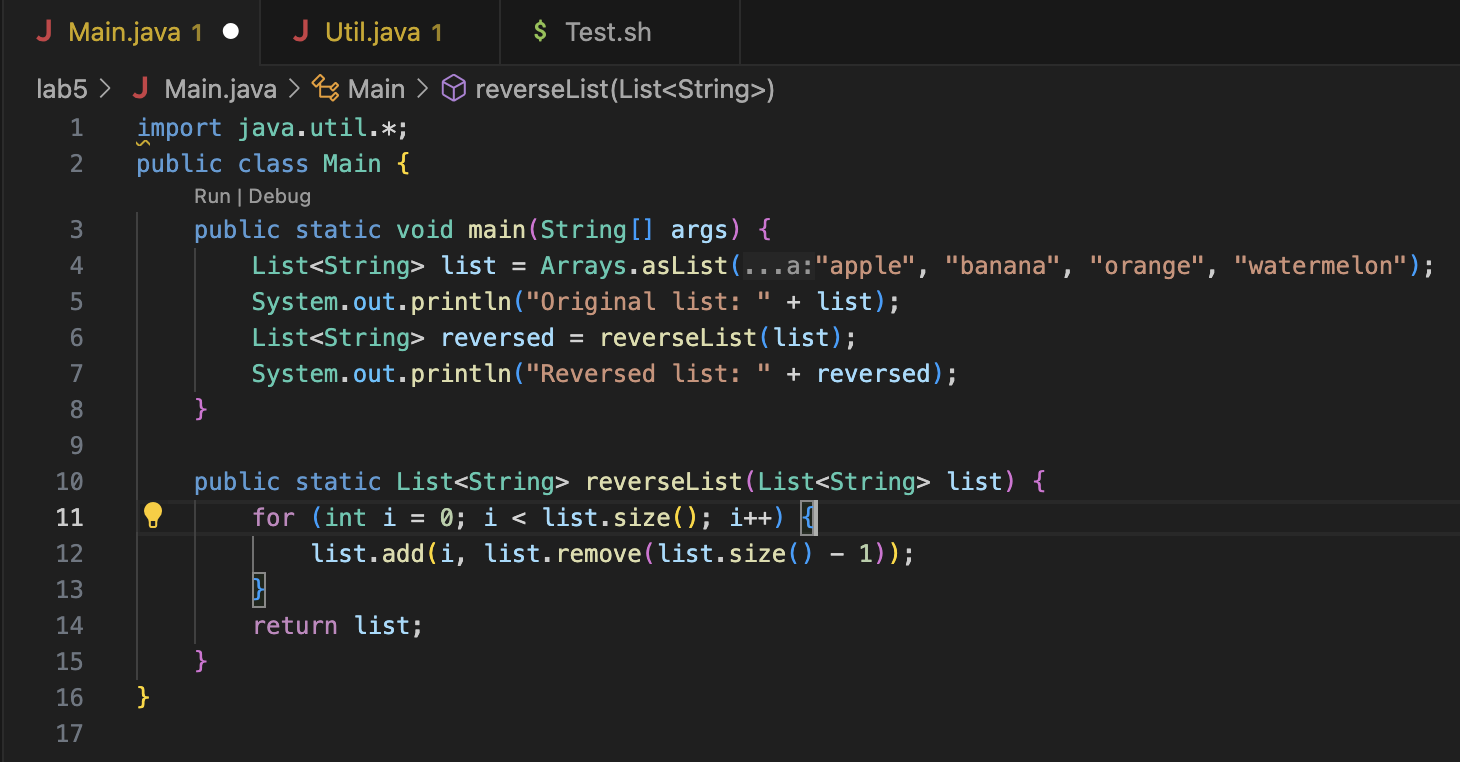 J Main.java 1
J Util.java 1
$ Test.sh
lab5 > J Main.java > Main > reverseList(List<String>)
1 import java.util.*;
2 public class Main {
Run | Debug
3     public static void main(String[] args) {
4         List<String> list = Arrays.asList(...a:"apple", "banana", "orange", "watermelon");
5         System.out.println("Original list: " + list);
6         List<String> reversed = reverseList(list);
7         System.out.println("Reversed list: " + reversed);
8     }
9
10     public static List<String> reverseList(List<String> list) {
11         for (int i = 0; i < list.size(); i++) {
12             list.add(i, list.remove(list.size() - 1));
13         }
14         return list;
15     }
16 }
17